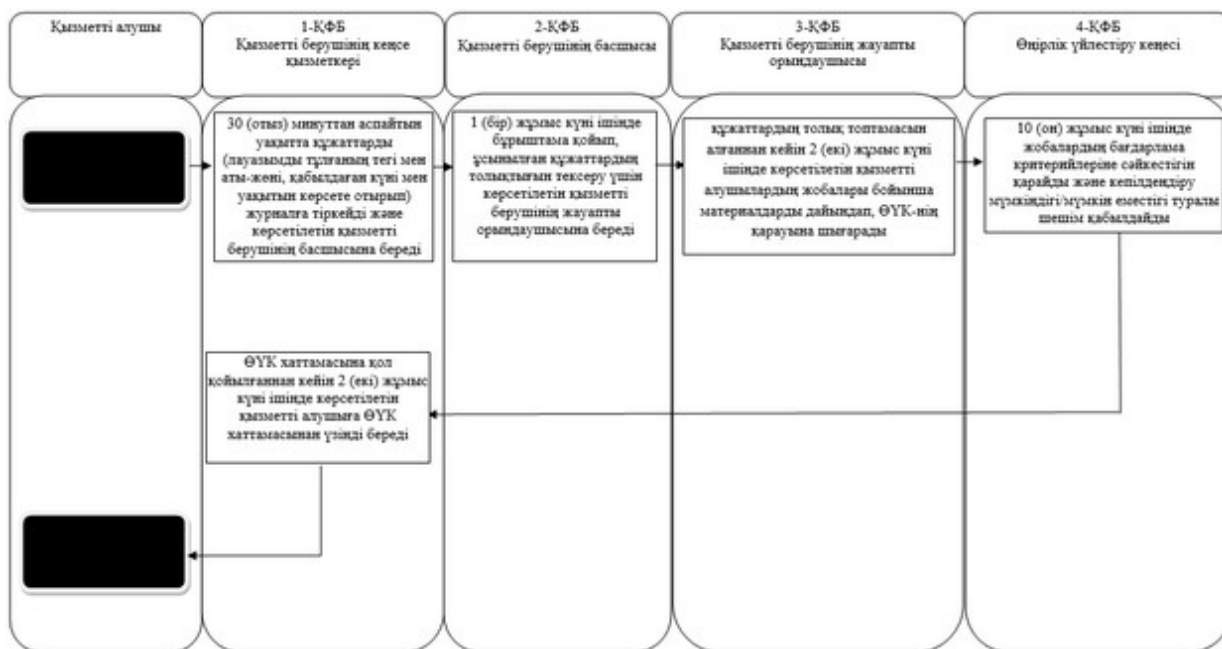 Қызметті алушы
1-ҚФБ
Қызметті берушінің кеңсе
қызметкері
2-ҚФБ
Қызметті берушінің басшысы
3-ҚФБ
Қызметті берушінің жауапты
орындаушысы
4-ҚФБ
Өңірлік үйлестіру кеңесі
30 (отыз) минуттан аспайтын
уақытта құжаттарды
(лауазымды тұлғаның тегі мен
аты-жөні, қабылдаған күні мен
уақытын көрсете отырып)
журналға тіркейді және
көрсетілетін қызметті
берушінің басшысына береді
1 (бір) жұмыс күні ішінде
бұрыштама қойып,
ұсынылған құжаттардың
толықтығын тексеру үшін
көрсетілетін қызметті
берушінің жауапты
орындаушысына береді
құжаттардың толық топтамасын
алғаннан кейін 2 (екі) жұмыс күні
ішінде көрсетілетін қызметті
алушылардың жобалары бойынша
материалдарды дайындап, ӨҮК-нің
қарауына шығарады
10 (он) жұмыс күні ішінде
жобалардың бағдарлама
критерийлеріне сәйкестігін
қарайды және кепілдендіру
мүмкіндігі/мүмкін еместігі туралы
шешім қабылдайды
ӨҮК хаттамасына қол
қойылғаннан кейін 2 (екі) жұмыс
күні ішінде көрсетілетін
қызметті алушыға ӨҮК
хаттамасынан үзінді береді